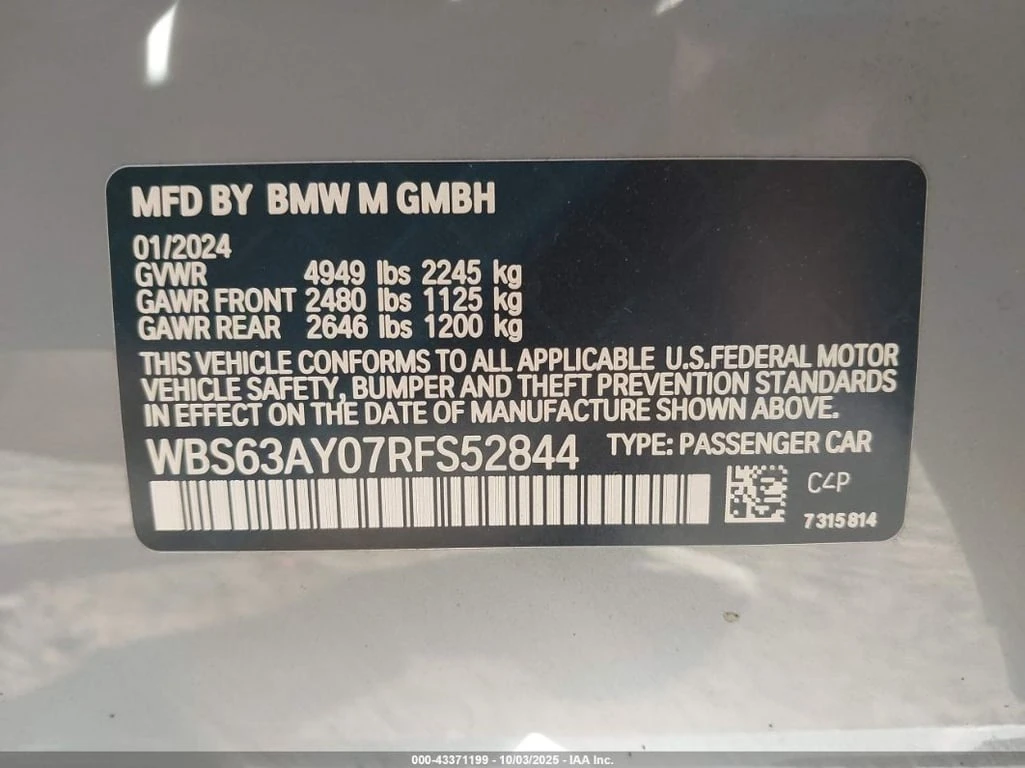 MFD BY BMW M GMBH
01/2024
GVWR 4949 lbs 2245 kg
GAWR FRONT 2480 lbs 1125 kg
GAWR REAR 2646 lbs 1200 kg
THIS VEHICLE CONFORMS TO ALL APPLICABLE U.S.FEDERAL MOTOR
VEHICLE SAFETY, BUMPER AND THEFT PREVENTION STANDARDS
IN EFFECT ON THE DATE OF MANUFACTURE SHOWN ABOVE.
WBS63AY07RFS52844 TYPE: PASSENGER CAR
C4P
7315814
000-43371199 - 10/03/2025 - IAA Inc.